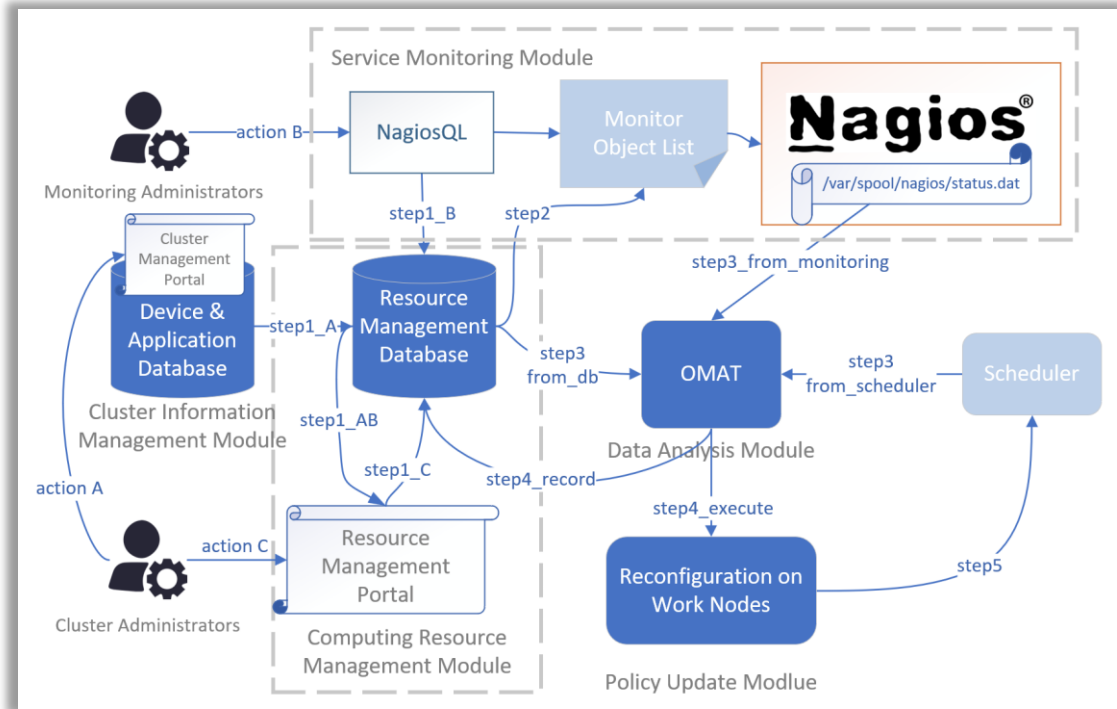 Service Monitoring Module
action B
NagiosQL
Monitor
Object List
Nagios®
/var/spool/nagios/status.dat
Monitoring Administrators
step1_B
step2
Cluster
Management
Portal
step3_from_monitoring
Device &
Application
Database
step1_A
Resource
Management
Database
step3
from_db
OMAT
step3
from_scheduler
Scheduler
Cluster Information
Management Module
step1_AB
Data Analysis Module
step1_C
step4_record
action A
step4_execute
action C
Resource
Management
Portal
Reconfiguration on
Work Nodes
step5
Cluster Administrators
Computing Resource
Management Module
Policy Update Modlue